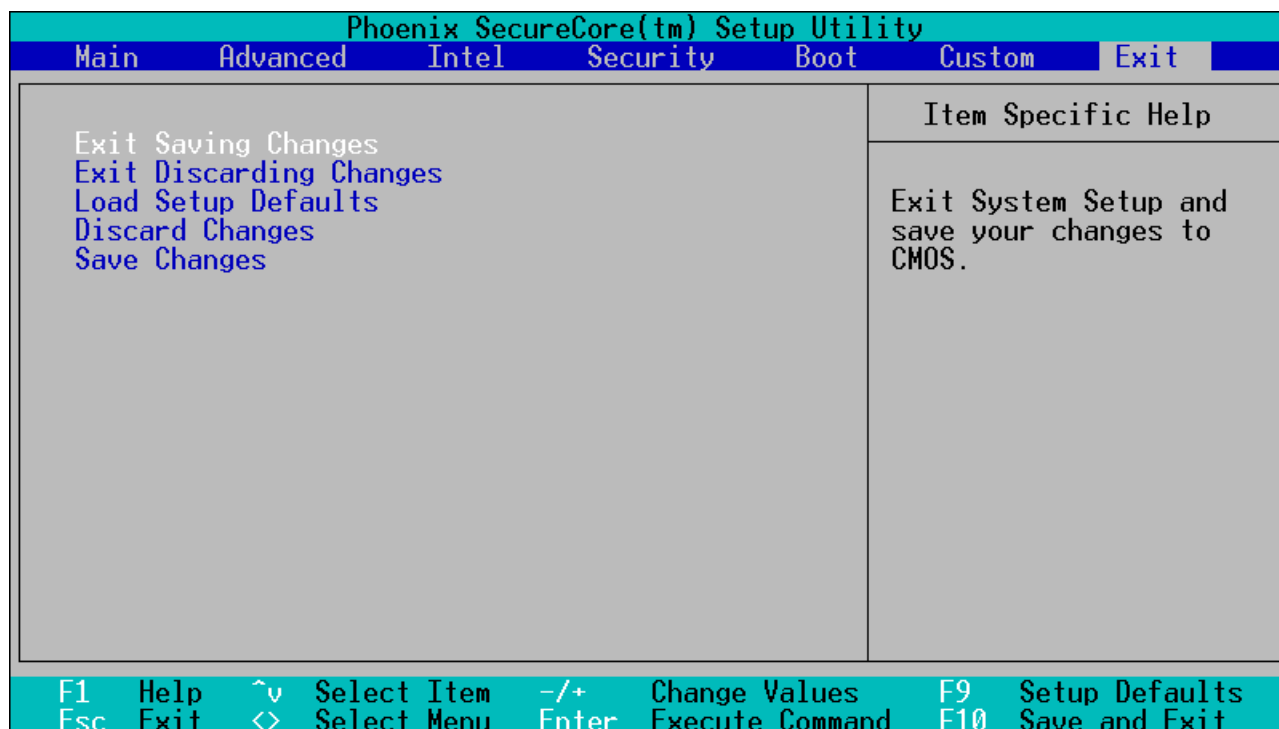 Phoenix SecureCore(tm) Setup Utility
Main Advanced Intel Security Boot Custom Exit
Item Specific Help
Exit Saving Changes
Exit Discarding Changes
Load Setup Defaults
Discard Changes
Save Changes
Exit System Setup and
save your changes to
CMOS.
F1 Help ^v Select Item -/+ Change Values F9 Setup Defaults
Esc Exit <> Select Menu Enter Execute Command F10 Save and Exit